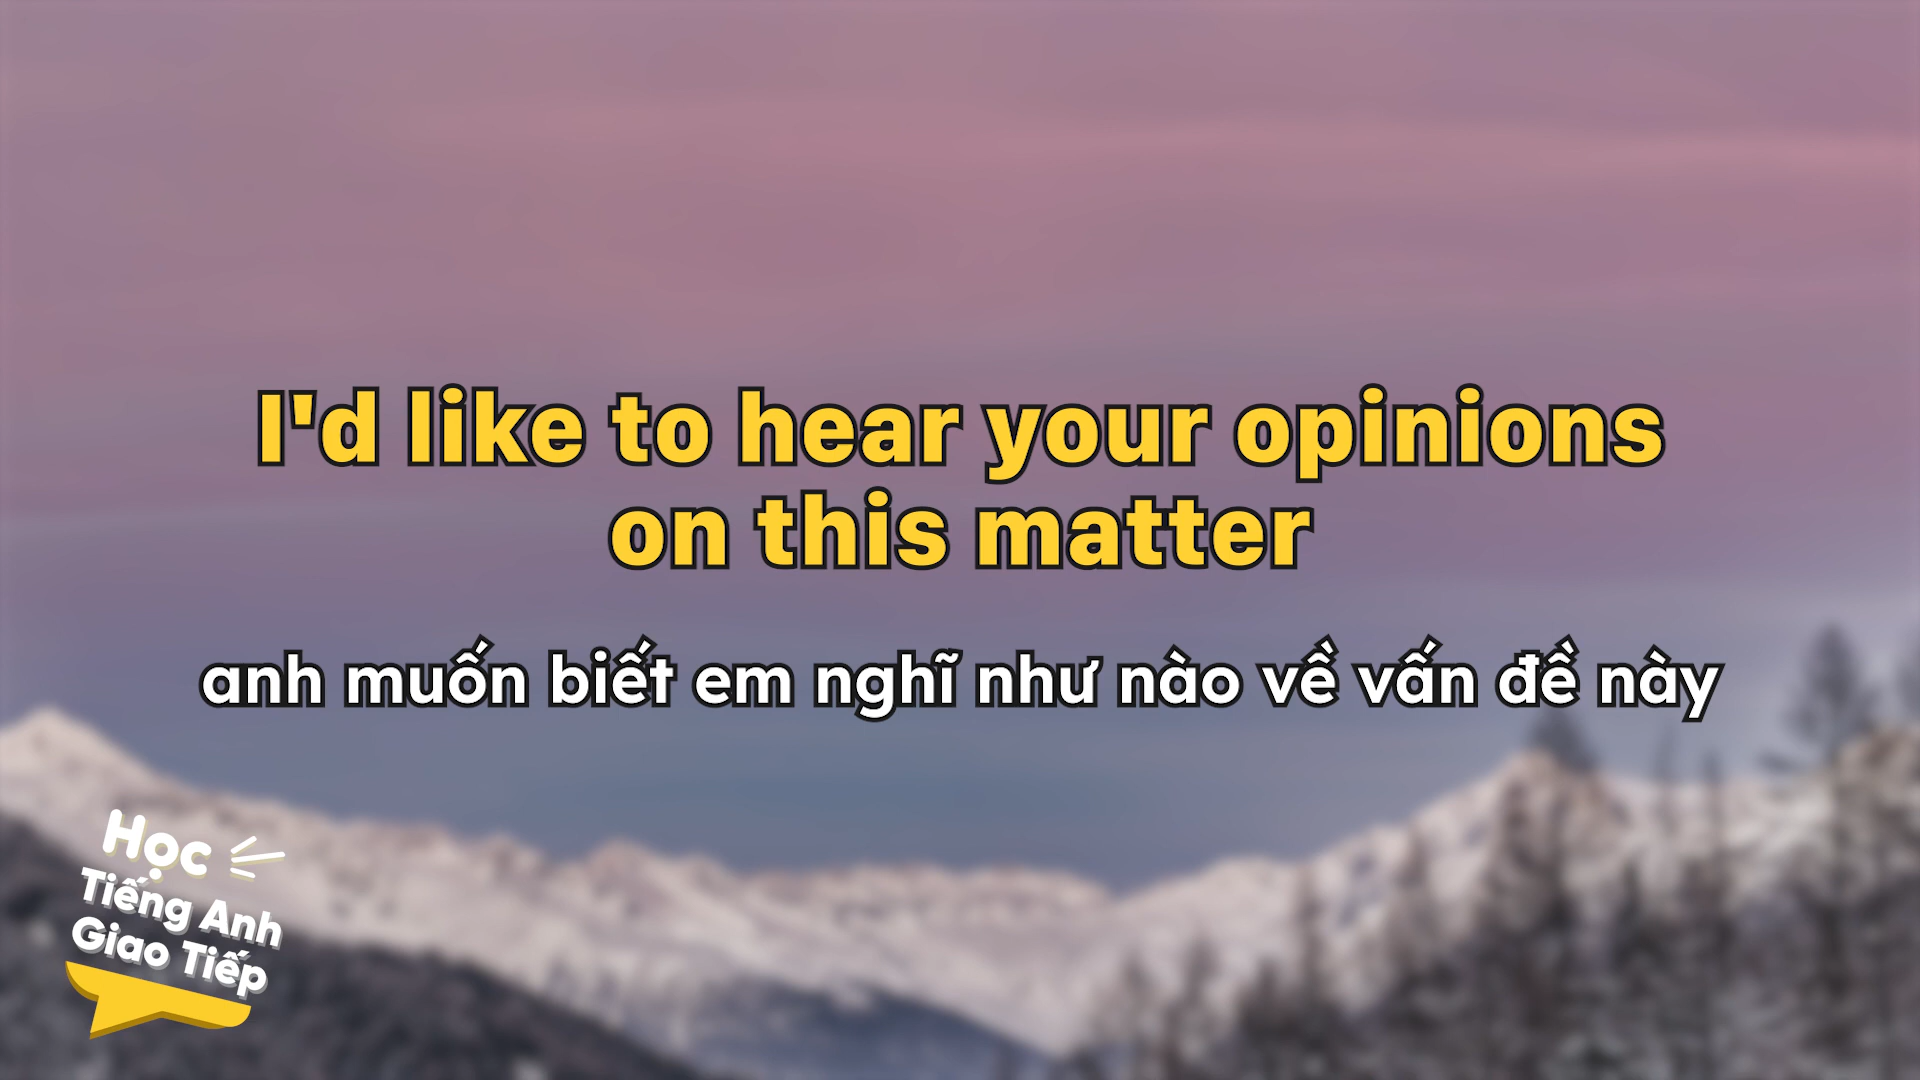 I'd like to hear your opinions
on this matter
anh muốn biết em nghĩ như nào về vấn đề này
Học
Tiếng Anh
Giao Tiếp